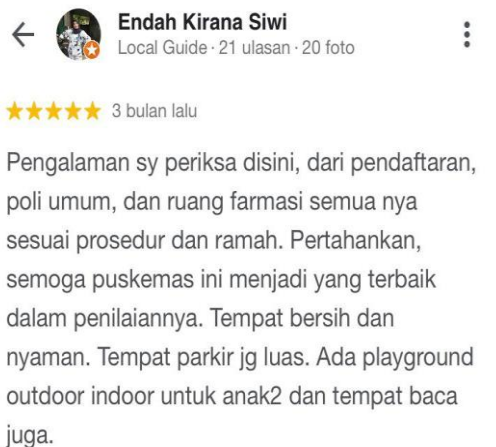 Endah Kirana Siwi
Local Guide · 21 ulasan · 20 foto
3 bulan lalu
Pengalaman sy periksa disini, dari pendaftaran,
poli umum, dan ruang farmasi semua nya
sesuai prosedur dan ramah. Pertahankan,
semoga puskemas ini menjadi yang terbaik
dalam penilaiannya. Tempat bersih dan
nyaman. Tempat parkir jg luas. Ada playground
outdoor indoor untuk anak2 dan tempat baca
juga.